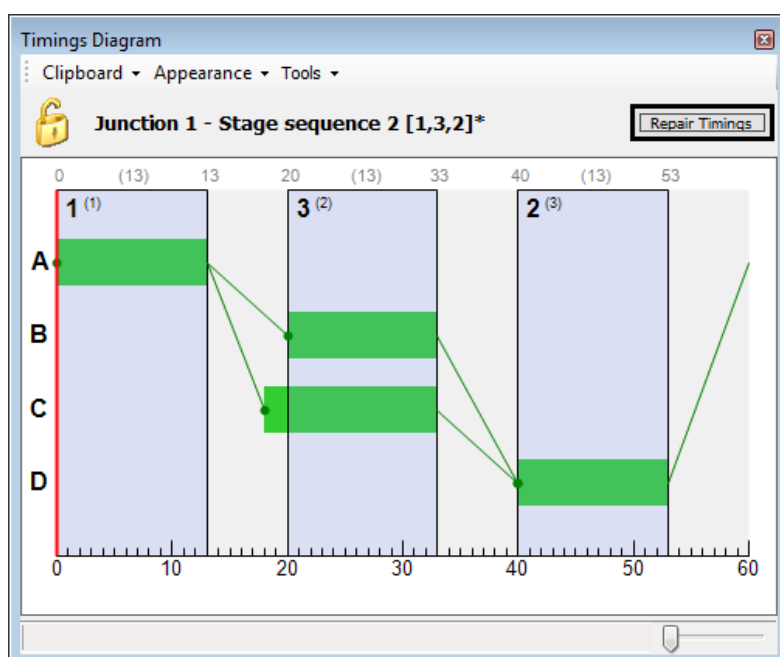 Timings Diagram
Clipboard Appearance Tools
Junction 1 - Stage sequence 2 [1,3,2]* Repair Timings
0 (13) 13 20 (13) 33 40 (13) 53
1 (1) 3 (2) 2 (3)
A
B
C
D
0 10 20 30 40 50 60